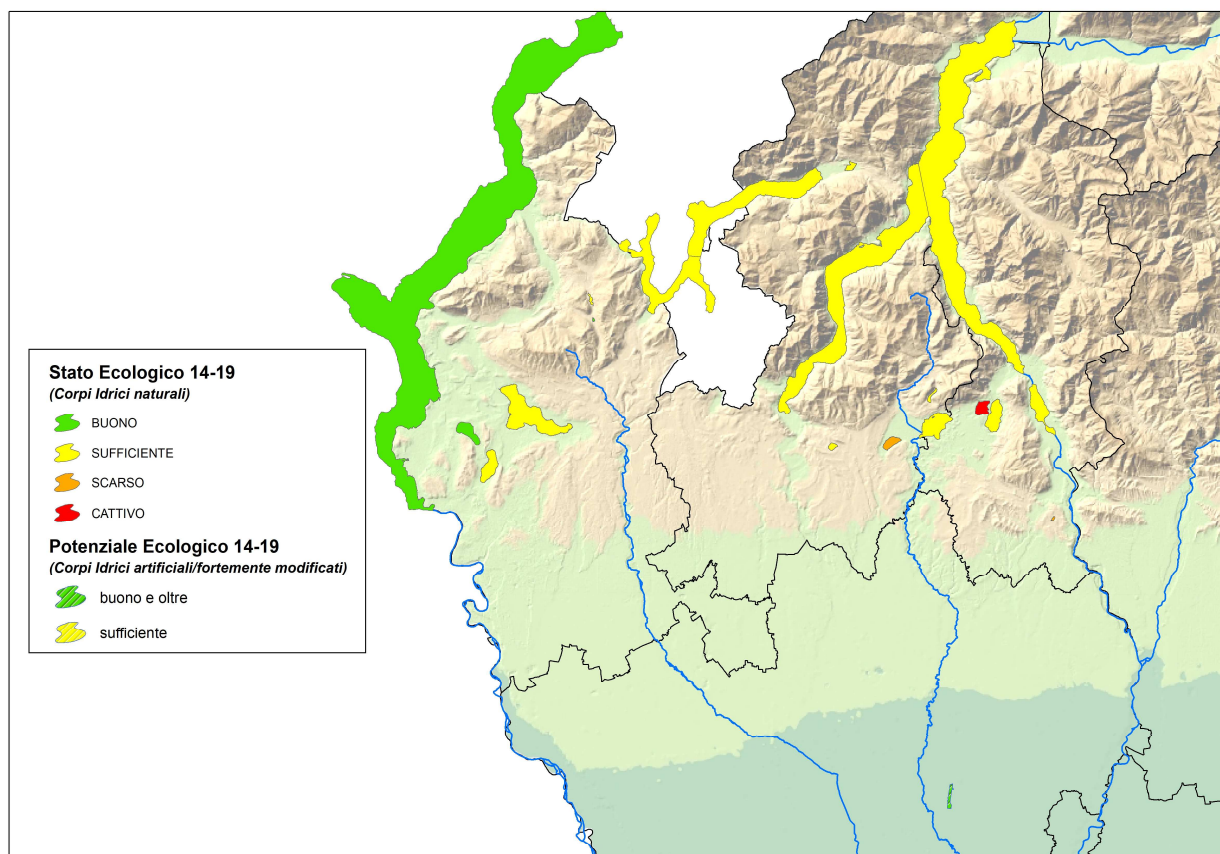 Stato Ecologico 14-19
(Corpi Idrici naturali)
BUONO
SUFFICIENTE
SCARSO
CATTIVO
Potenziale Ecologico 14-19
(Corpi Idrici artificiali/fortemente modificati)
buono e oltre
sufficiente